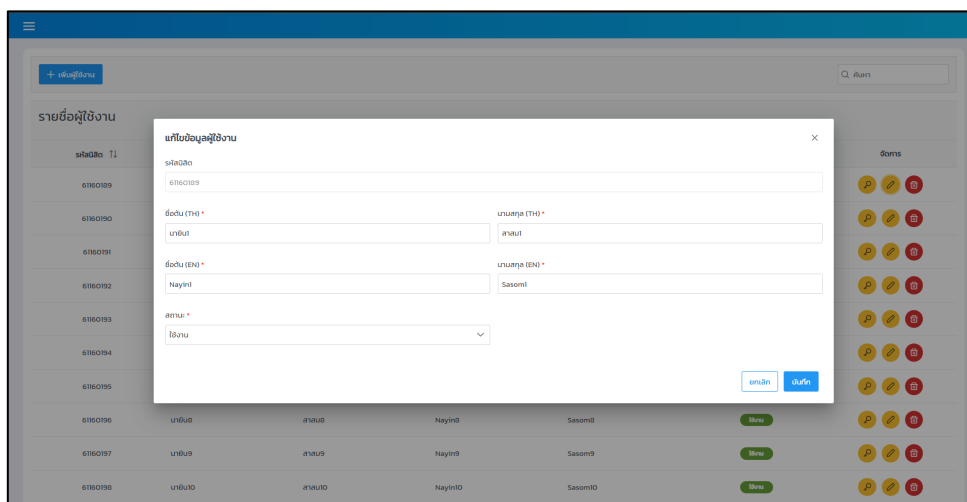 เพิ่มผู้ใช้งาน
ค้นหา
รายชื่อผู้ใช้งาน
แก้ไขข้อมูลผู้ใช้งาน
รหัสนิสิต จัดการ
รหัสนิสิต
61160189
61160189
61160190
ชื่อต้น (TH) * นามสกุล (TH) *
นายิน1 สาสม1
61160191
ชื่อต้น (EN) * นามสกุล (EN) *
61160192
Nayin1 Sasom1
61160193
สถานะ *
ใช้งาน
61160194
61160195
ยกเลิก บันทึก
61160196 นายิน8 สาสม8 Nayin8 Sasom8 ใช้งาน
61160197 นายิน9 สาสม9 Nayin9 Sasom9 ใช้งาน
61160198 นายิน10 สาสม10 Nayin10 Sasom10 ใช้งาน